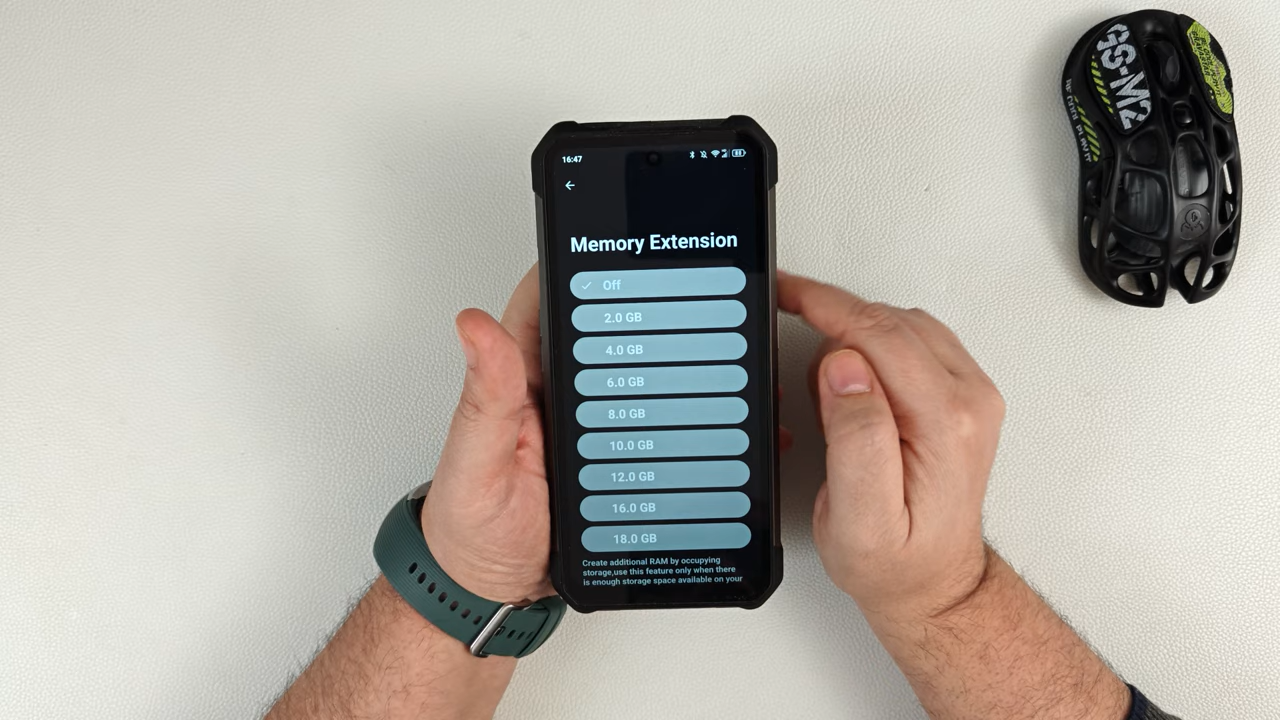 16:47
Memory Extension
Off
2.0 GB
4.0 GB
6.0 GB
8.0 GB
10.0 GB
12.0 GB
16.0 GB
18.0 GB
Create additional RAM by occupying
storage,use this feature only when there
is enough storage space available on your
GS-M2